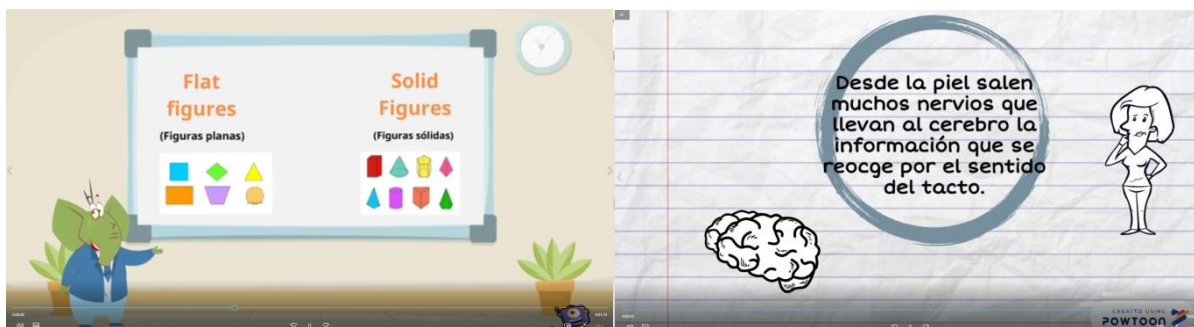 Flat
figures
(Figuras planas)
Solid
Figures
(Figuras sólidas)
Desde la piel salen
muchos nervios que
llevan al cerebro la
información que se
reocge por el sentido
del tacto.
CREATED USING
POWTOON